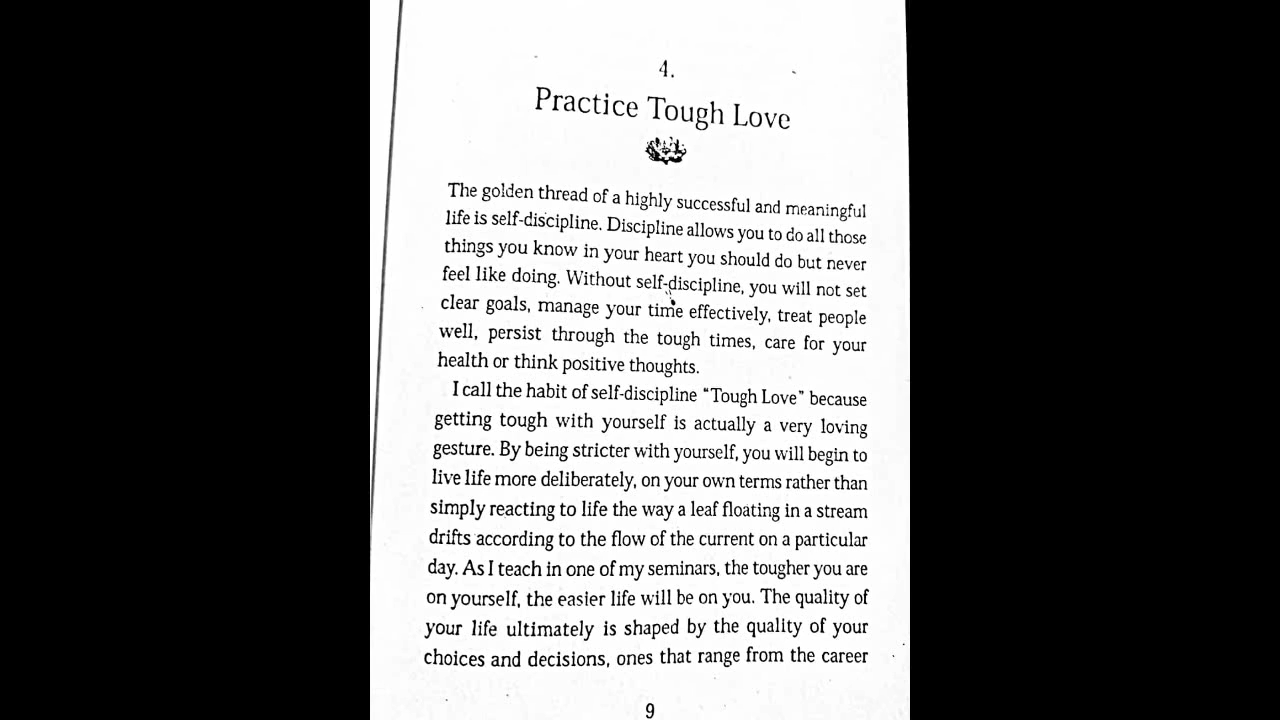 4.
Practice Tough Love
The golden thread of a highly successful and meaningful
life is self-discipline. Discipline allows you to do all those
things you know in your heart you should do but never
feel like doing. Without self-discipline, you will not set
clear goals, manage your time effectively, treat people
well, persist through the tough times, care for your
health or think positive thoughts.
I call the habit of self-discipline “Tough Love” because
getting tough with yourself is actually a very loving
gesture. By being stricter with yourself, you will begin to
live life more deliberately, on your own terms rather than
simply reacting to life the way a leaf floating in a stream
drifts according to the flow of the current on a particular
day. As I teach in one of my seminars, the tougher you are
on yourself, the easier life will be on you. The quality of
your life ultimately is shaped by the quality of your
choices and decisions, ones that range from the career
9